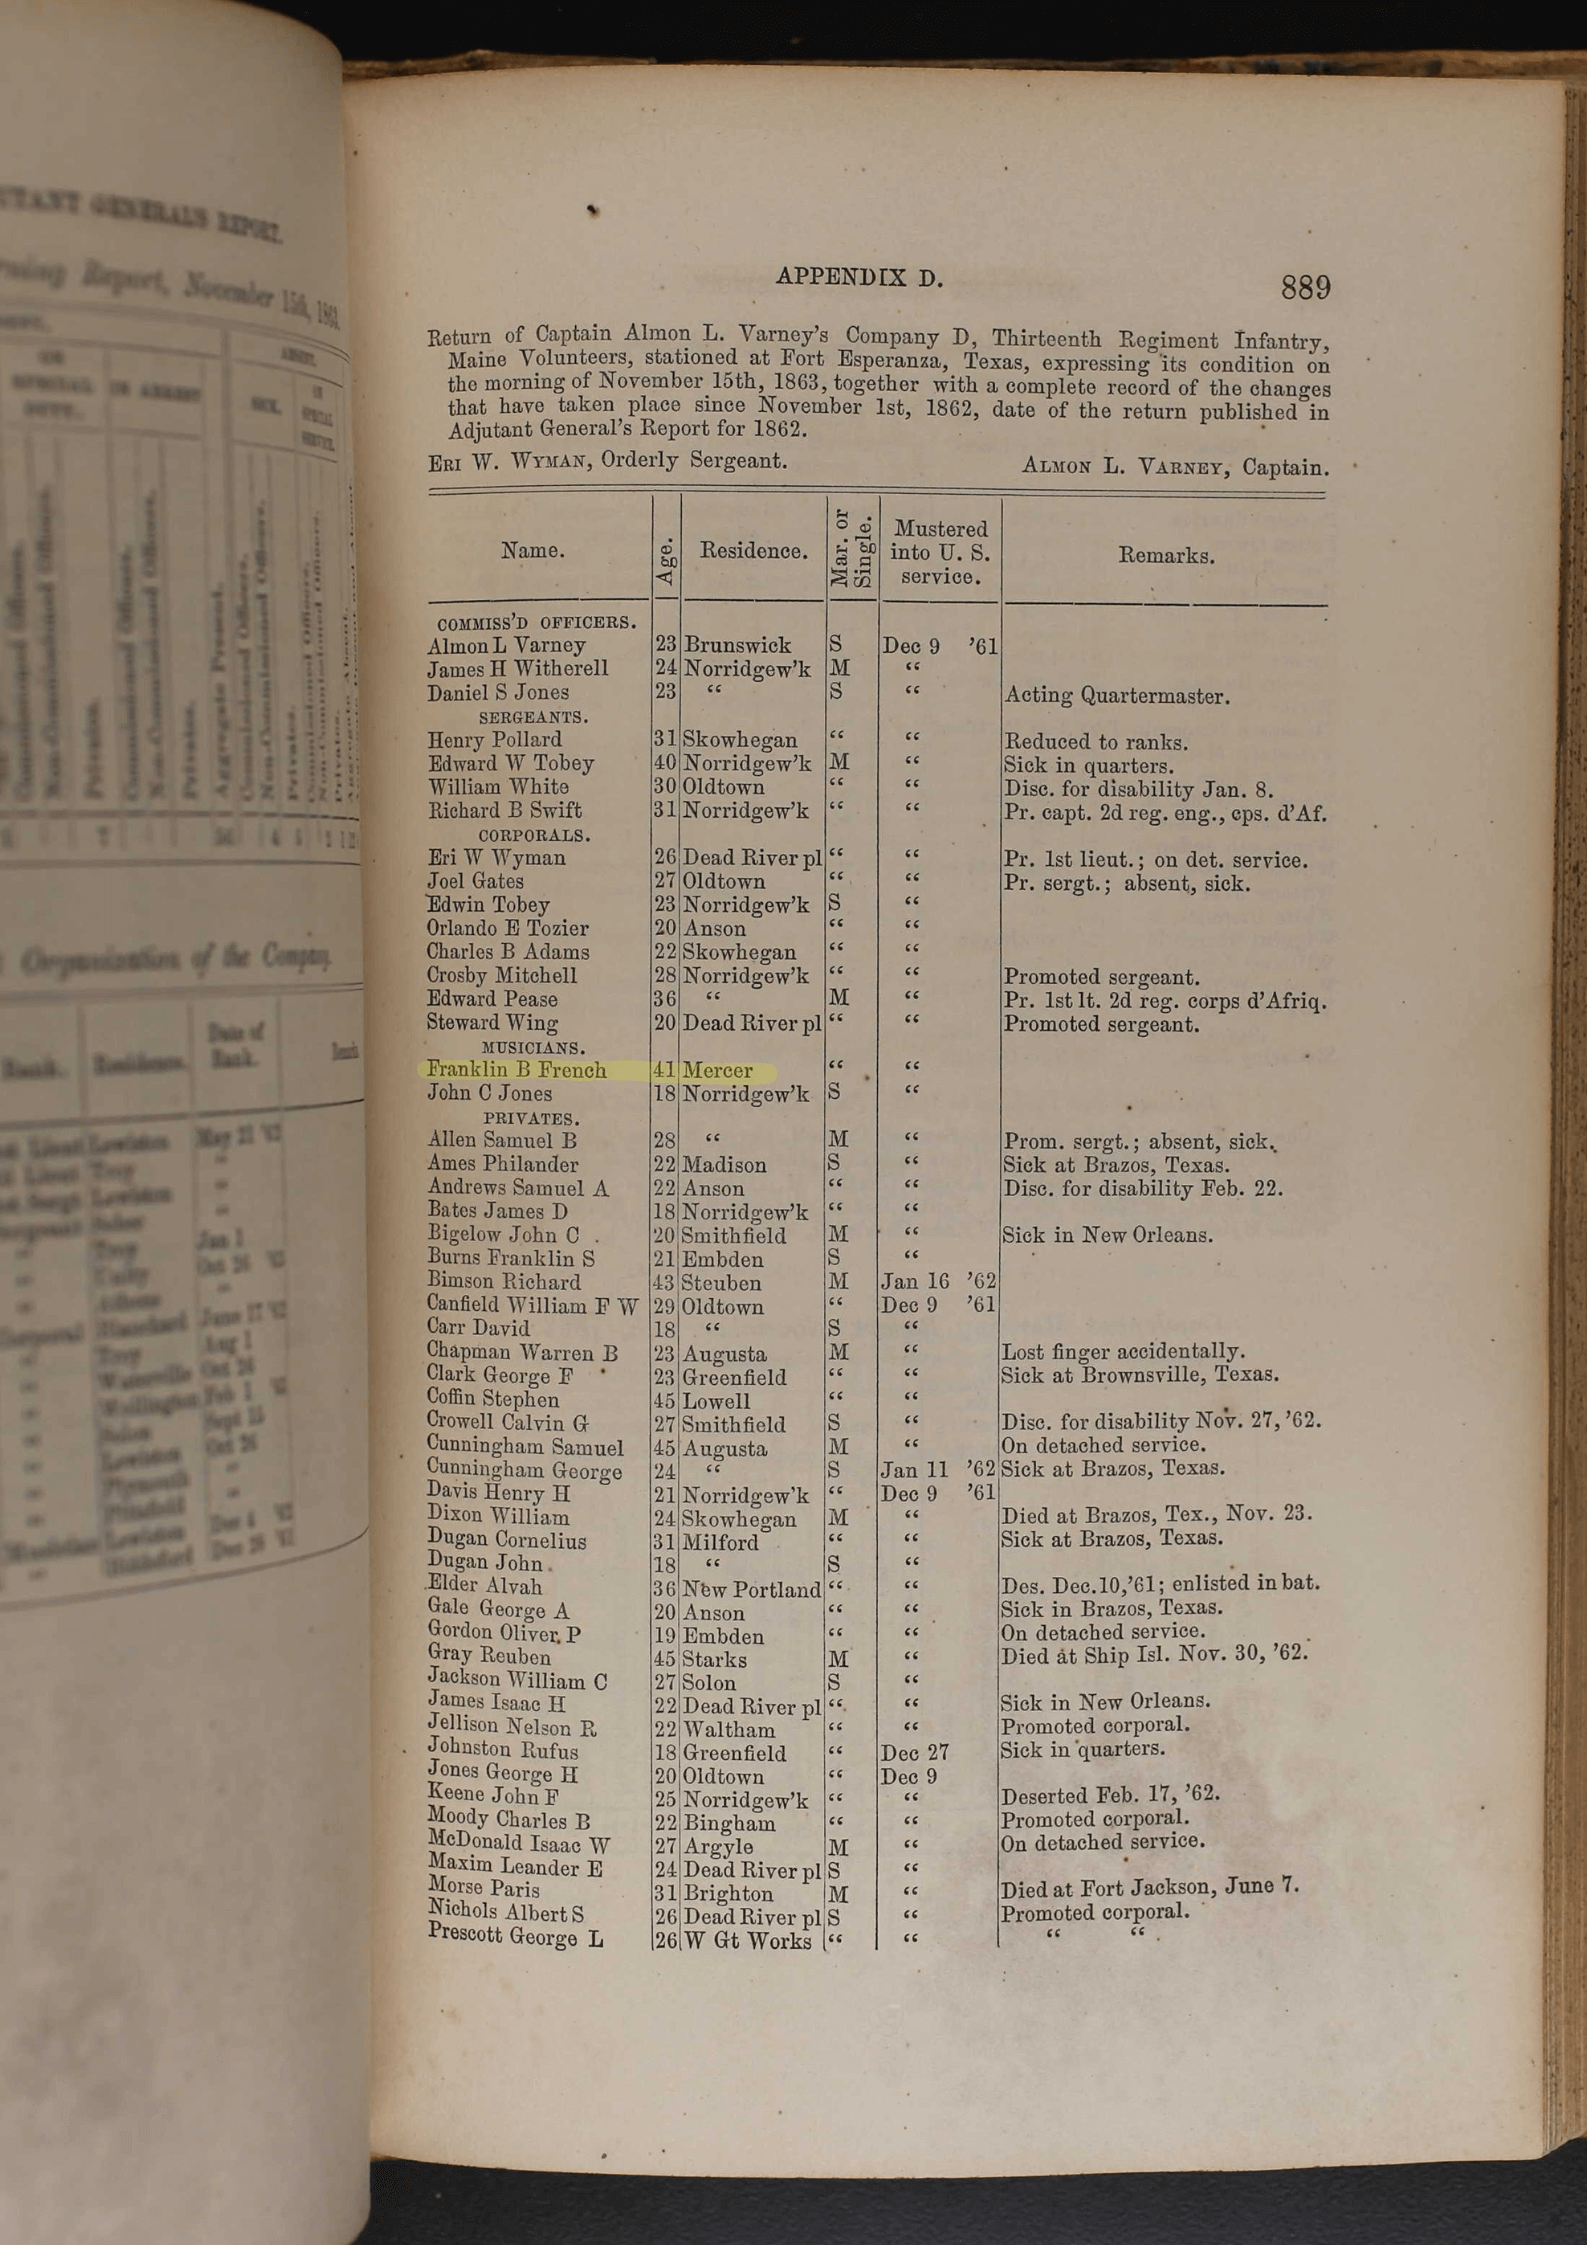 UTANT GENERALS REPORT.
rning Report, November 15th, 1863.
Organization of the Company.
APPENDIX D. 889
Return of Captain Almon L. Varney's Company D, Thirteenth Regiment Infantry,
Maine Volunteers, stationed at Fort Esperanza, Texas, expressing its condition on
the morning of November 15th, 1863, together with a complete record of the changes
that have taken place since November 1st, 1862, date of the return published in
Adjutant General's Report for 1862.
ERI W. WYMAN, Orderly Sergeant. ALMON L. VARNEY, Captain.
Name. Age. Residence. Mar. or Single. Mustered into U. S. service. Remarks.
COMMISS'D OFFICERS.
Almon L Varney 23 Brunswick S Dec 9 '61
James H Witherell 24 Norridgew'k M “
Daniel S Jones 23 “ S “ Acting Quartermaster.
SERGEANTS.
Henry Pollard 31 Skowhegan “ “ Reduced to ranks.
Edward W Tobey 40 Norridgew'k M “ Sick in quarters.
William White 30 Oldtown “ “ Disc. for disability Jan. 8.
Richard B Swift 31 Norridgew'k “ “ Pr. capt. 2d reg. eng., cps. d'Af.
CORPORALS.
Eri W Wyman 26 Dead River pl “ “ Pr. 1st lieut.; on det. service.
Joel Gates 27 Oldtown “ “ Pr. sergt.; absent, sick.
Edwin Tobey 23 Norridgew'k S “
Orlando E Tozier 20 Anson “ “
Charles B Adams 22 Skowhegan “ “
Crosby Mitchell 28 Norridgew'k “ “ Promoted sergeant.
Edward Pease 36 “ M “ Pr. 1st lt. 2d reg. corps d'Afriq.
Steward Wing 20 Dead River pl “ “ Promoted sergeant.
MUSICIANS.
Franklin B French 41 Mercer “ “
John C Jones 18 Norridgew'k S “
PRIVATES.
Allen Samuel B 28 “ M “ Prom. sergt.; absent, sick.
Ames Philander 22 Madison S “ Sick at Brazos, Texas.
Andrews Samuel A 22 Anson “ “ Disc. for disability Feb. 22.
Bates James D 18 Norridgew'k “ “
Bigelow John C 20 Smithfield M “ Sick in New Orleans.
Burns Franklin S 21 Embden S “
Bimson Richard 43 Steuben M Jan 16 '62
Canfield William F W 29 Oldtown “ Dec 9 '61
Carr David 18 “ S “
Chapman Warren B 23 Augusta M “ Lost finger accidentally.
Clark George F 23 Greenfield “ “ Sick at Brownsville, Texas.
Coffin Stephen 45 Lowell “ “
Crowell Calvin G 27 Smithfield S “ Disc. for disability Nov. 27, '62.
Cunningham Samuel 45 Augusta M “ On detached service.
Cunningham George 24 “ S Jan 11 '62 Sick at Brazos, Texas.
Davis Henry H 21 Norridgew'k “ Dec 9 '61
Dixon William 24 Skowhegan M “ Died at Brazos, Tex., Nov. 23.
Dugan Cornelius 31 Milford “ “ Sick at Brazos, Texas.
Dugan John 18 “ S “
Elder Alvah 36 New Portland “ “ Des. Dec. 10, '61; enlisted in bat.
Gale George A 20 Anson “ “ Sick in Brazos, Texas.
Gordon Oliver P 19 Embden “ “ On detached service.
Gray Reuben 45 Starks M “ Died at Ship Isl. Nov. 30, '62.
Jackson William C 27 Solon S “
James Isaac H 22 Dead River pl “ “ Sick in New Orleans.
Jellison Nelson R 22 Waltham “ “ Promoted corporal.
Johnston Rufus 18 Greenfield “ Dec 27 Sick in quarters.
Jones George H 20 Oldtown “ Dec 9
Keene John F 25 Norridgew'k “ “ Deserted Feb. 17, '62.
Moody Charles B 22 Bingham “ “ Promoted corporal.
McDonald Isaac W 27 Argyle M “ On detached service.
Maxim Leander E 24 Dead River pl S “
Morse Paris 31 Brighton M “ Died at Fort Jackson, June 7.
Nichols Albert S 26 Dead River pl S “ Promoted corporal.
Prescott George L 26 W Gt Works “ “ “ “